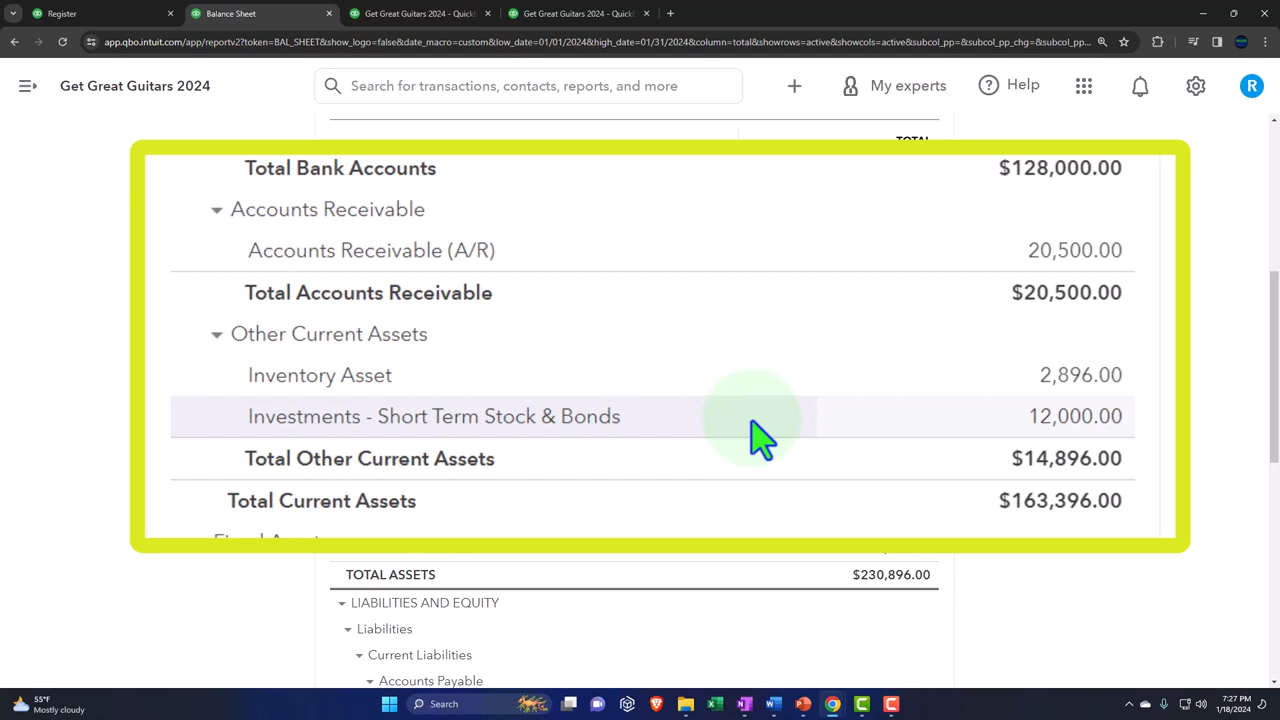 Register
Balance Sheet
Get Great Guitars 2024 - QuickB
Get Great Guitars 2024 - QuickB
app.qbo.intuit.com/app/reportv2?token=BAL_SHEET&show_logo=false&date_macro=custom&low_date=01/01/2024&high_date=01/31/2024&column=total&showrows=active&showcols=active&subcol_pp=&subcol_pp_chg=&subcol_pp...
Get Great Guitars 2024
Search for transactions, contacts, reports, and more
My experts
Help
R
TOTAL
Total Bank Accounts $128,000.00
Accounts Receivable
Accounts Receivable (A/R) 20,500.00
Total Accounts Receivable $20,500.00
Other Current Assets
Inventory Asset 2,896.00
Investments - Short Term Stock & Bonds 12,000.00
Total Other Current Assets $14,896.00
Total Current Assets $163,396.00
TOTAL ASSETS $230,896.00
LIABILITIES AND EQUITY
Liabilities
Current Liabilities
Accounts Payable
55°F
Mostly cloudy
Search
7:27 PM
1/18/2024